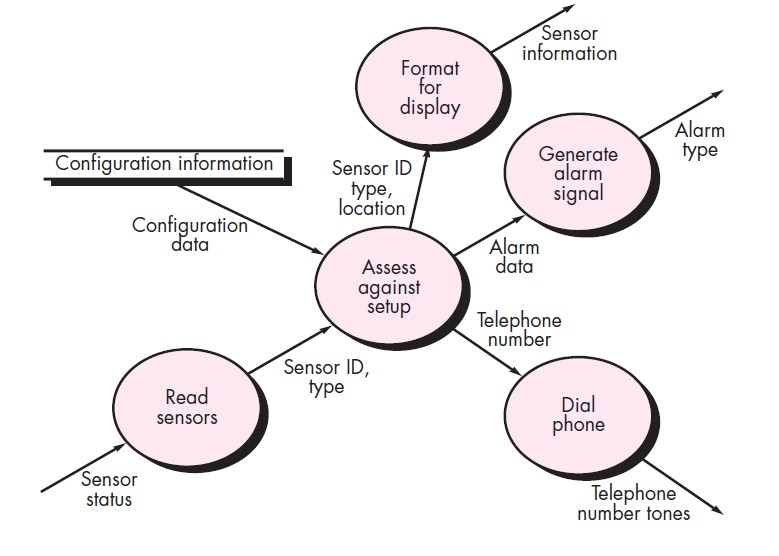 Sensor
information
Format
for
display
Alarm
type
Generate
alarm
signal
Configuration information
Sensor ID
type,
location
Configuration
data
Alarm
data
Assess
against
setup
Telephone
number
Sensor ID,
type
Read
sensors
Dial
phone
Sensor
status
Telephone
number tones